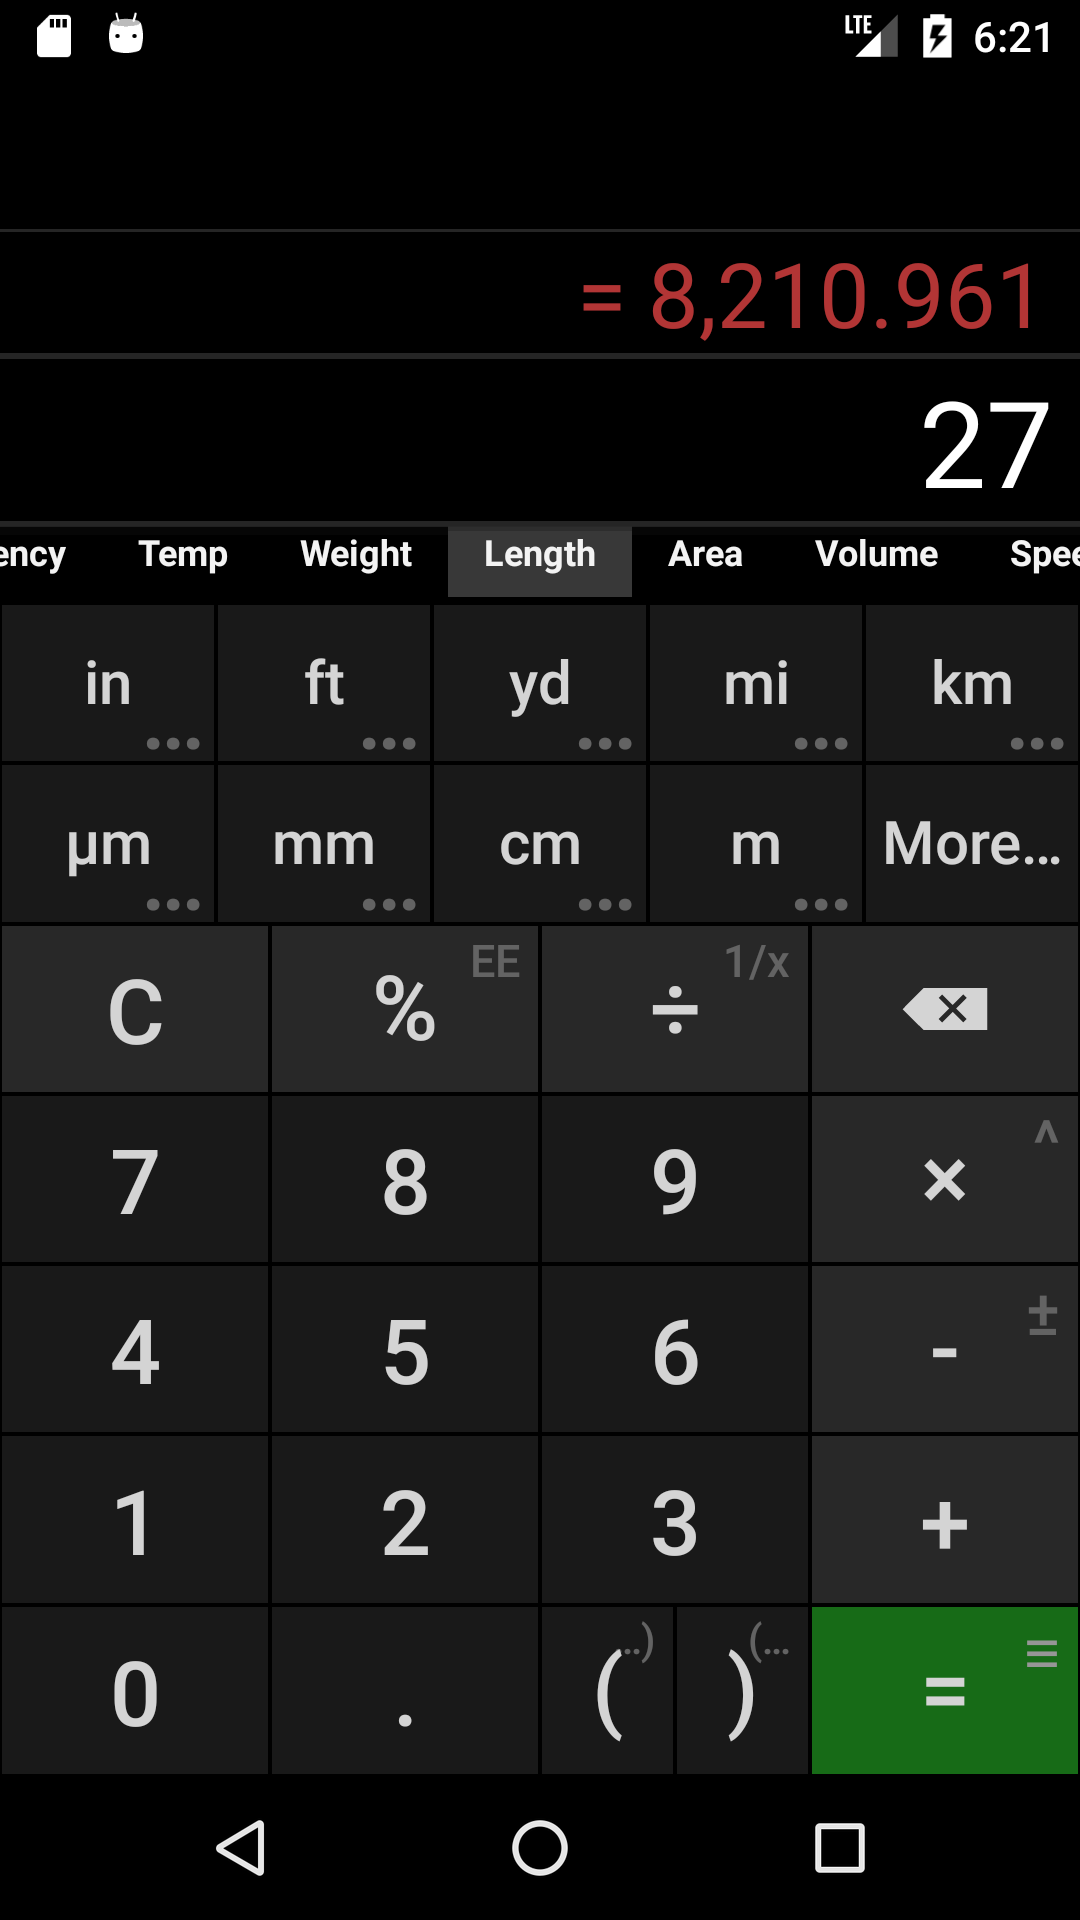 LTE 6:21
= 8,210.961
27
ency Temp Weight Length Area Volume Spee
in ft yd mi km
µm mm cm m More...
C % EE ÷ 1/x
7 8 9 × ^
4 5 6 - ±
1 2 3 +
0 . ( ..) ) (... =